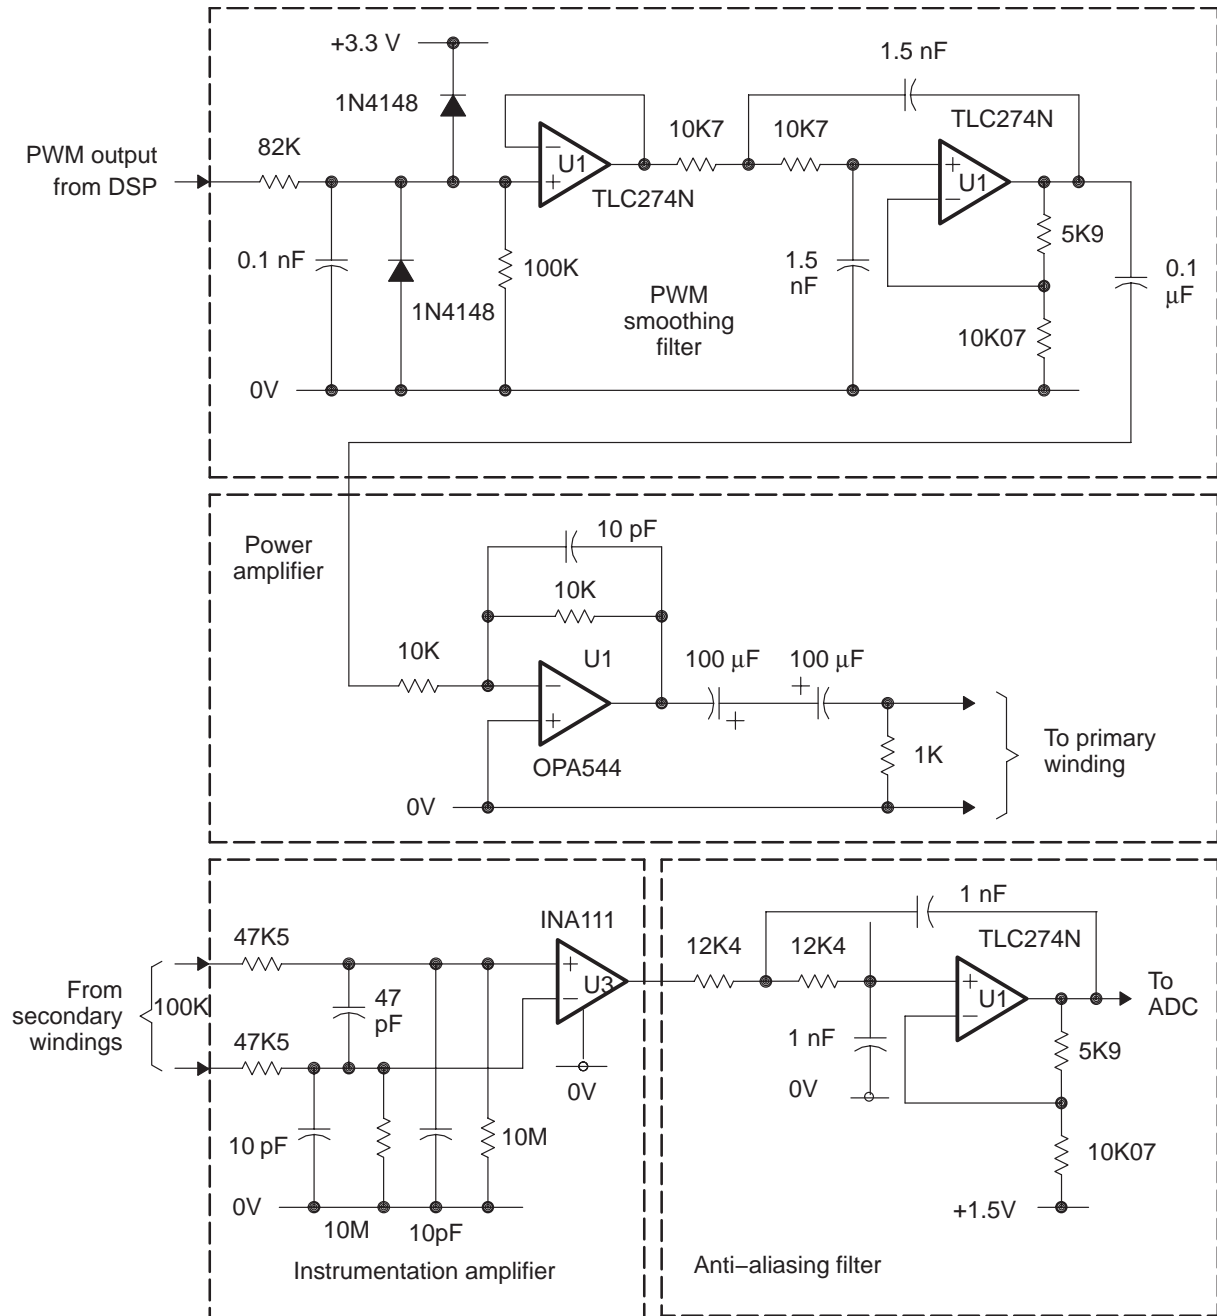 +3.3 V
1.5 nF
1N4148
TLC274N
10K7
10K7
PWM output
from DSP
82K
−
U1
+
TLC274N
+
U1
−
5K9
0.1 nF
100K
1.5
nF
0.1
μF
1N4148
PWM
smoothing
filter
10K07
0V
Power
amplifier
10 pF
10K
10K
U1
100 μF
100 μF
−
+
+
+
OPA544
1K
To primary
winding
0V
INA111
1 nF
47K5
12K4
12K4
TLC274N
+
U3
−
+
U1
−
From
secondary
windings
100K
47
pF
To
ADC
47K5
1 nF
5K9
0V
0V
10 pF
10M
10K07
0V
10M
10pF
+1.5V
Instrumentation amplifier
Anti−aliasing filter